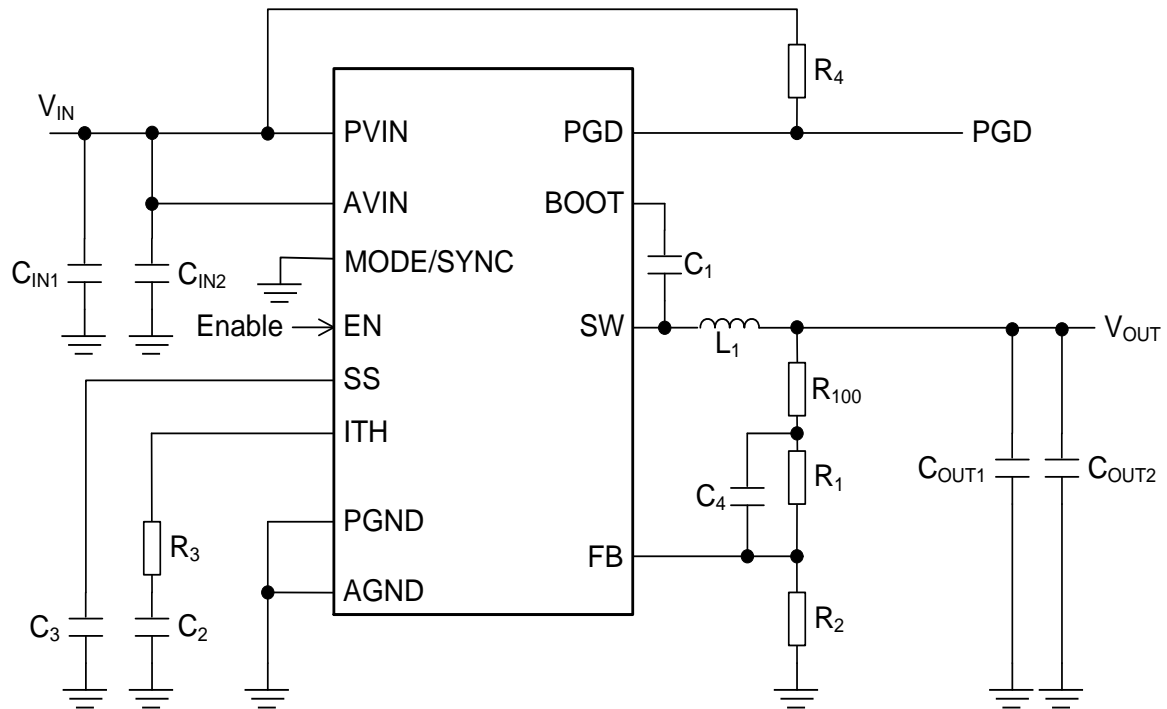 R4
VIN
PVIN
PGD
PGD
AVIN
BOOT
MODE/SYNC
C1
CIN1
CIN2
Enable
EN
SW
L1
VOUT
SS
R100
ITH
C4
R1
COUT1
COUT2
PGND
R3
FB
AGND
C3
C2
R2